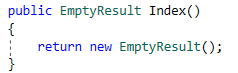 public EmptyResult Index()
{
    return new EmptyResult();
}